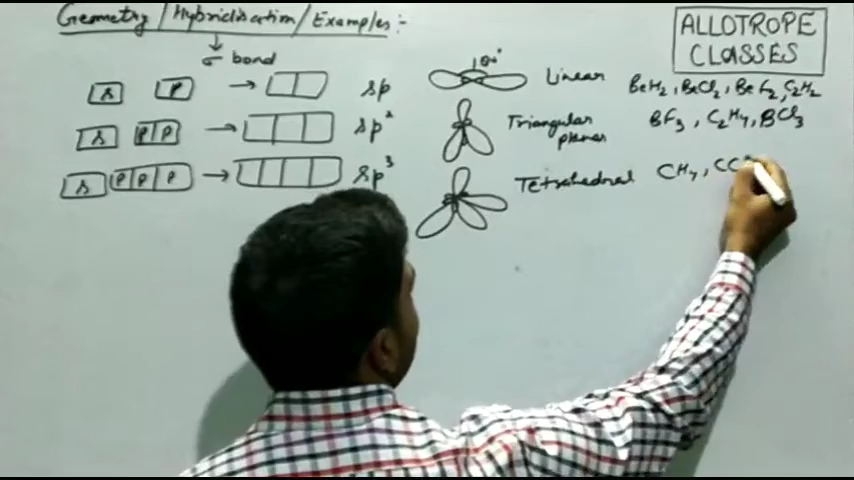 Geometry / Hybridisation / Examples :-
σ bond
ALLOTROPE
CLASSES
s p → sp 180° Linear BeH2, BeCl2, BeF2, C2H2
s p p → sp2 Triangular planar BF3, C2H4, BCl3
s p p p → sp3 Tetrahedral CH4, CC